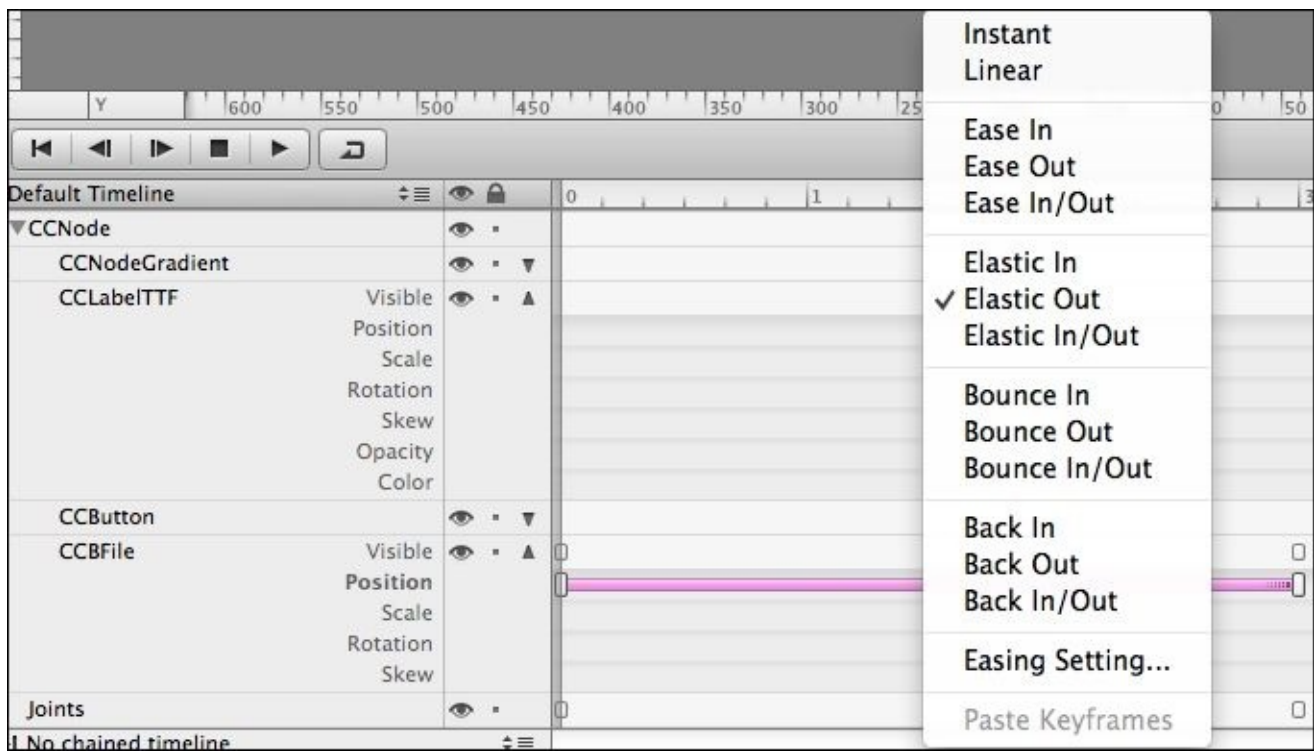 Y 600 550 500 450 400 350 300 25 0 50
Default Timeline 0 1 3
CCNode
CCNodeGradient
CCLabelTTF Visible
Position
Scale
Rotation
Skew
Opacity
Color
CCButton
CCBFile Visible
Position
Scale
Rotation
Skew
Joints
No chained timeline
Instant
Linear
Ease In
Ease Out
Ease In/Out
Elastic In
✓ Elastic Out
Elastic In/Out
Bounce In
Bounce Out
Bounce In/Out
Back In
Back Out
Back In/Out
Easing Setting...
Paste Keyframes